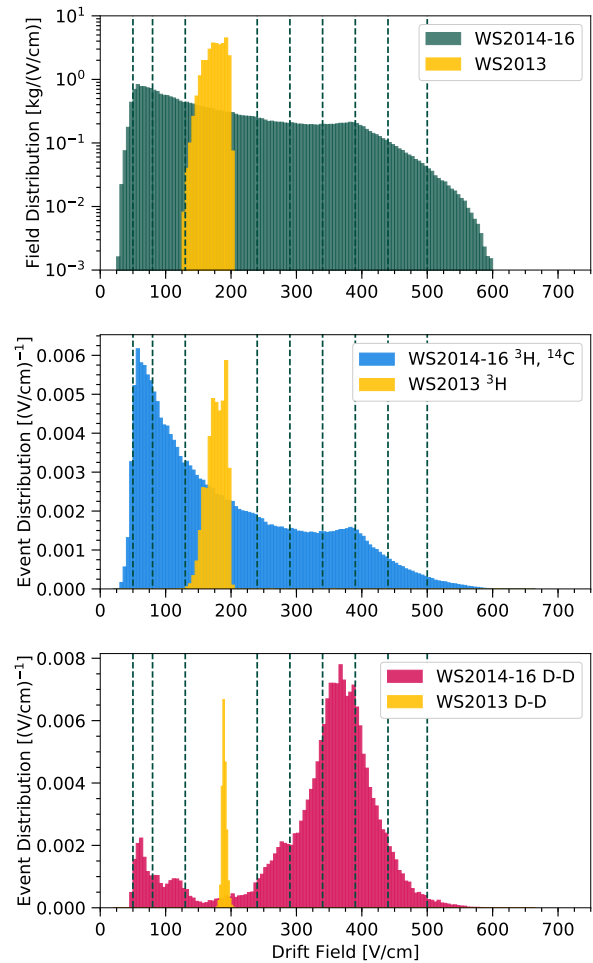 Field Distribution [kg/(V/cm)]
10¹
10⁰
10⁻¹
10⁻²
10⁻³
WS2014-16
WS2013
0 100 200 300 400 500 600 700
Event Distribution [(V/cm)⁻¹]
0.006
0.005
0.004
0.003
0.002
0.001
0.000
WS2014-16 ³H, ¹⁴C
WS2013 ³H
0 100 200 300 400 500 600 700
Event Distribution [(V/cm)⁻¹]
0.008
0.006
0.004
0.002
0.000
WS2014-16 D-D
WS2013 D-D
0 100 200 300 400 500 600 700
Drift Field [V/cm]